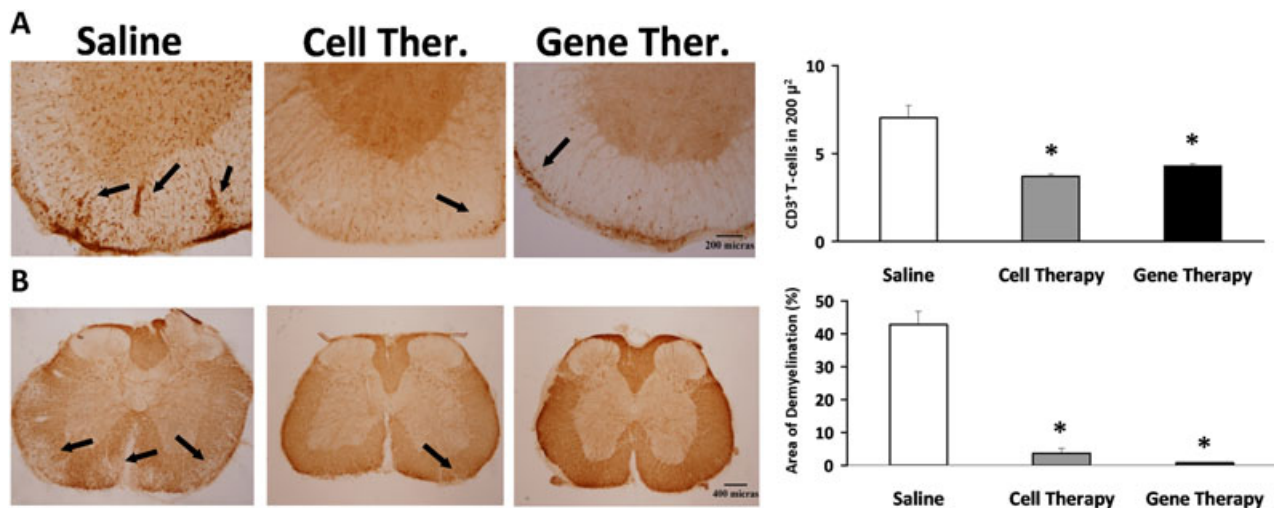 A
Saline
Cell Ther.
Gene Ther.
200 micras
CD3⁺ T-cells in 200 µ²
10
5
0
*
*
Saline
Cell Therapy
Gene Therapy
B
400 micras
Area of Demyelination (%)
50
40
30
20
10
0
*
*
Saline
Cell Therapy
Gene Therapy